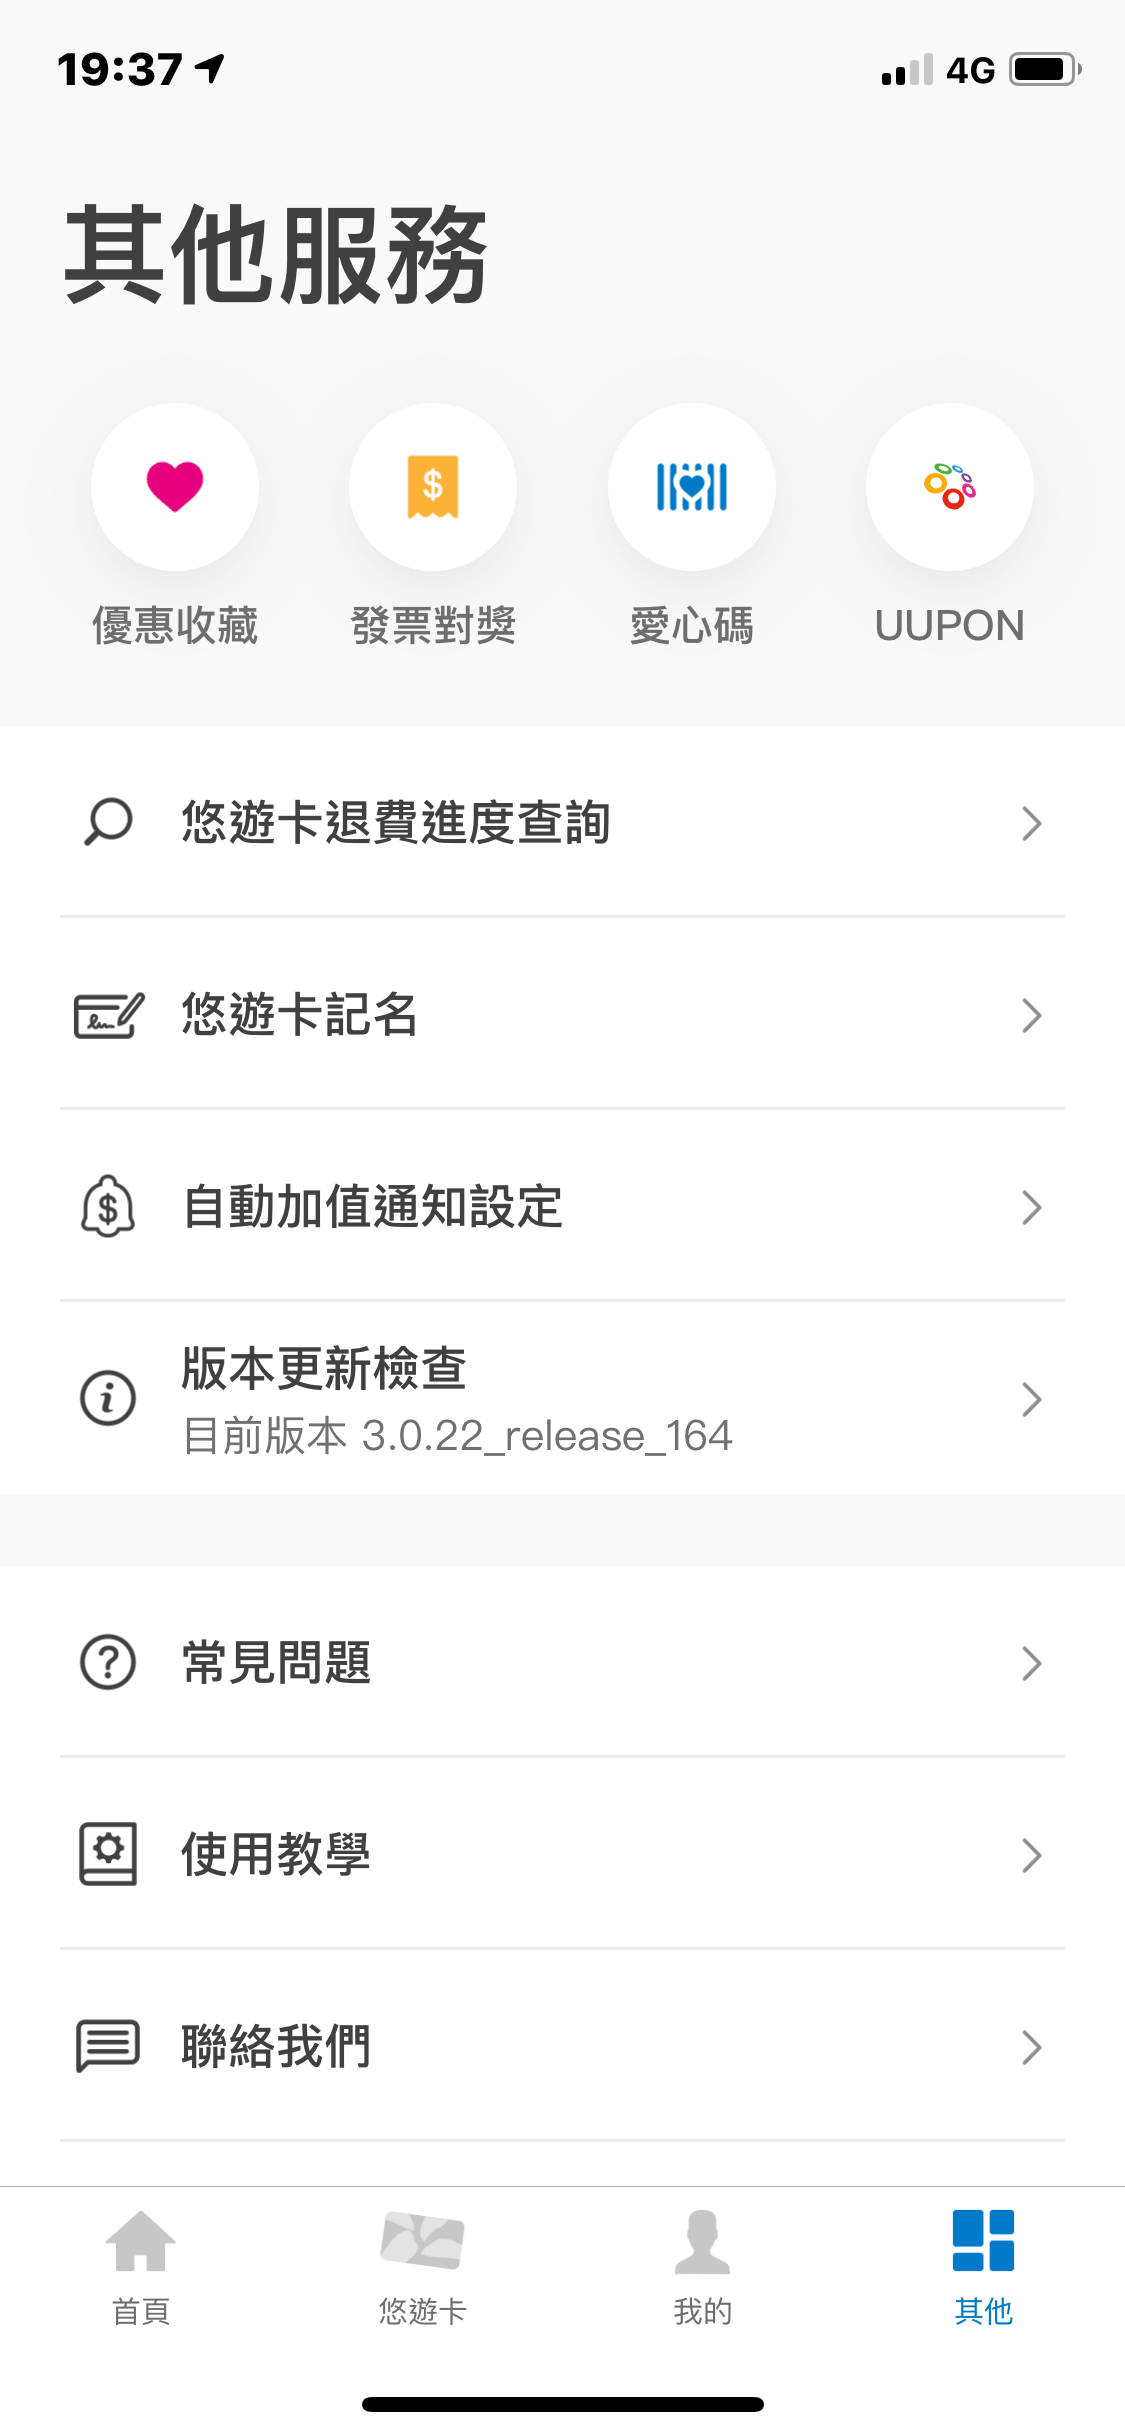 19:37
4G
其他服務
優惠收藏
發票對獎
愛心碼
UUPON
悠遊卡退費進度查詢
悠遊卡記名
自動加值通知設定
版本更新檢查
目前版本 3.0.22_release_164
常見問題
使用教學
聯絡我們
首頁
悠遊卡
我的
其他